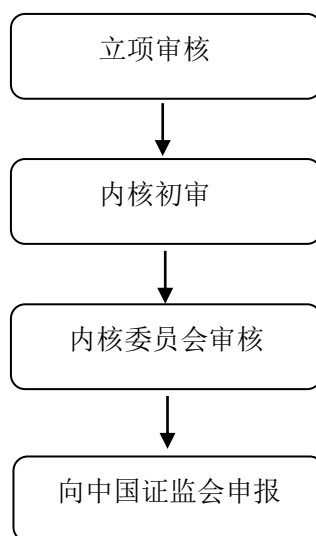 立项审核
内核初审
内核委员会审核
向中国证监会申报